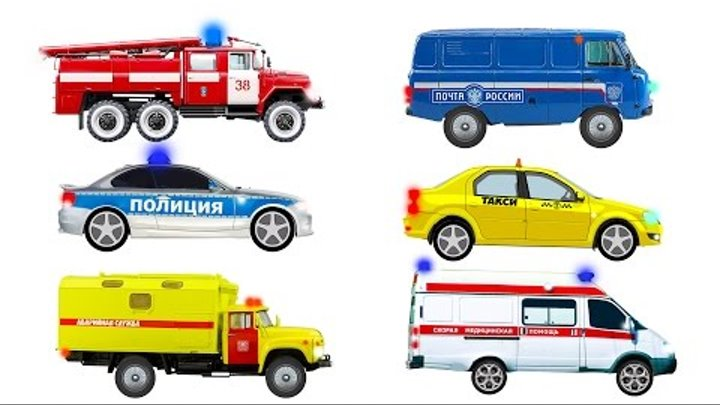 38
ПОЧТА РОССИИ
ПОЛИЦИЯ
ТАКСИ
АВАРИЙНАЯ СЛУЖБА
СКОРАЯ МЕДИЦИНСКАЯ ПОМОЩЬ